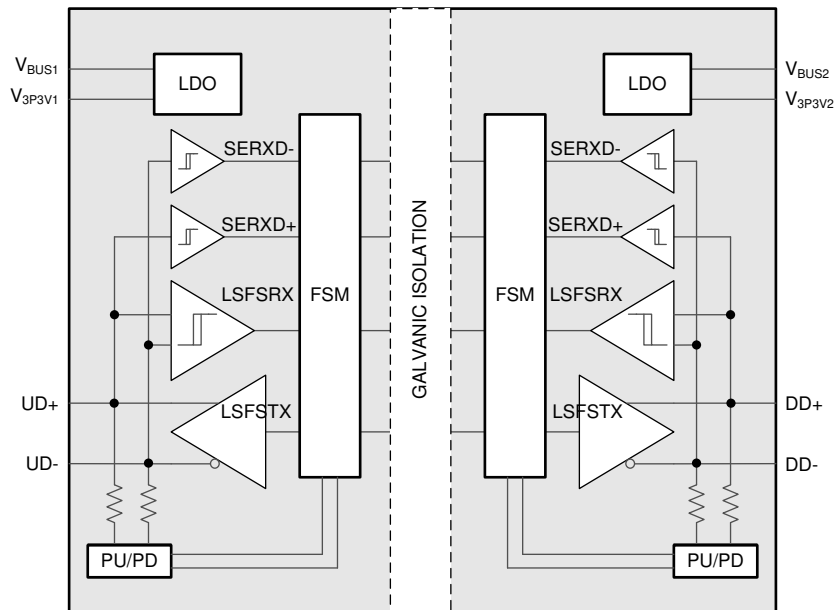 VBUS1
V3P3V1
LDO
SERXD-
SERXD+
LSFSRX
LSFSTX
FSM
UD+
UD-
PU/PD
GALVANIC ISOLATION
LDO
VBUS2
V3P3V2
SERXD-
SERXD+
LSFSRX
LSFSTX
FSM
DD+
DD-
PU/PD